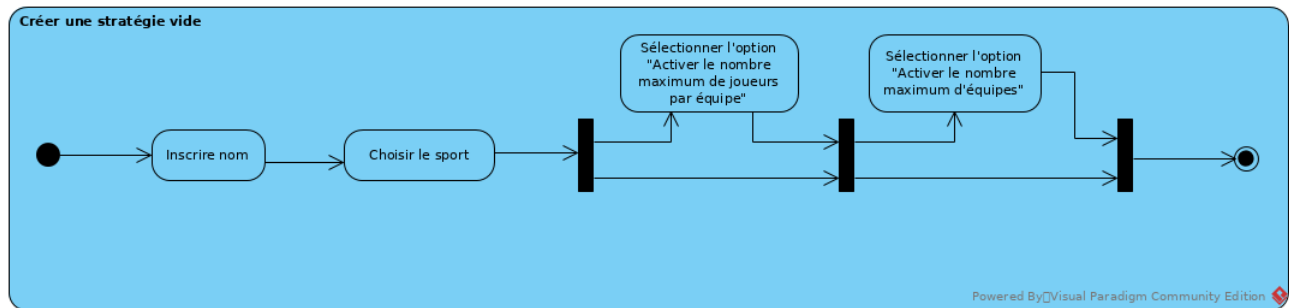 Créer une stratégie vide
Sélectionner l'option
"Activer le nombre
maximum de joueurs
par équipe"
Sélectionner l'option
"Activer le nombre
maximum d'équipes"
Inscrire nom
Choisir le sport
Powered By▯Visual Paradigm Community Edition